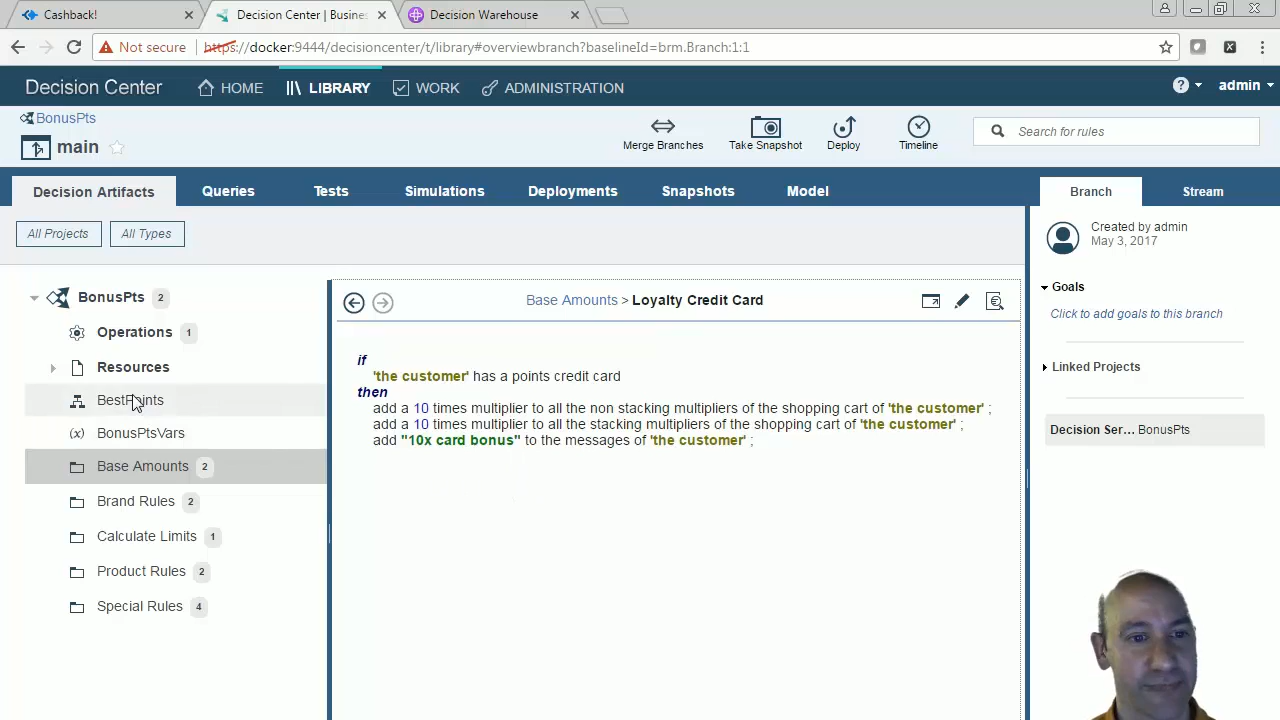 Cashback!
Decision Center | Busines
Decision Warehouse
Not secure
https://docker:9444/decisioncenter/t/library#overviewbranch?baselineId=brm.Branch:1:1
Decision Center
HOME
LIBRARY
WORK
ADMINISTRATION
?
admin
BonusPts
main
Merge Branches
Take Snapshot
Deploy
Timeline
Search for rules
Decision Artifacts
Queries
Tests
Simulations
Deployments
Snapshots
Model
Branch
Stream
All Projects
All Types
Created by admin
May 3, 2017
Goals
Click to add goals to this branch
Linked Projects
Decision Ser... BonusPts
BonusPts 2
Operations 1
Resources
BestPoints
(x) BonusPtsVars
Base Amounts 2
Brand Rules 2
Calculate Limits 1
Product Rules 2
Special Rules 4
Base Amounts > Loyalty Credit Card
if
'the customer' has a points credit card
then
add a 10 times multiplier to all the non stacking multipliers of the shopping cart of 'the customer' ;
add a 10 times multiplier to all the stacking multipliers of the shopping cart of 'the customer' ;
add "10x card bonus" to the messages of 'the customer' ;